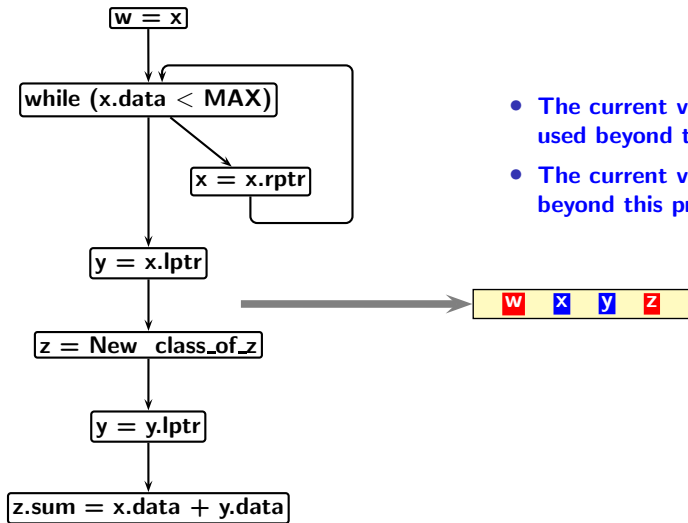 w = x
while (x.data < MAX)
x = x.rptr
y = x.lptr
z = New class_of_z
y = y.lptr
z.sum = x.data + y.data
• The current v
used beyond t
• The current v
beyond this pr
w x y z